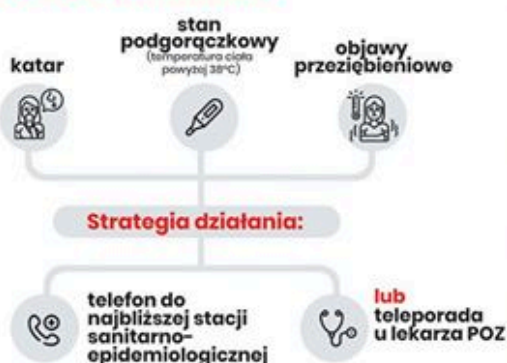 katar
stan
podgorączkowy
(temperatura ciała
powyżej 38°C)
objawy
przeziębieniowe
Strategia działania:
telefon do
najbliższej stacji
sanitarno-
epidemiologicznej
lub
teleporada
u lekarza POZ